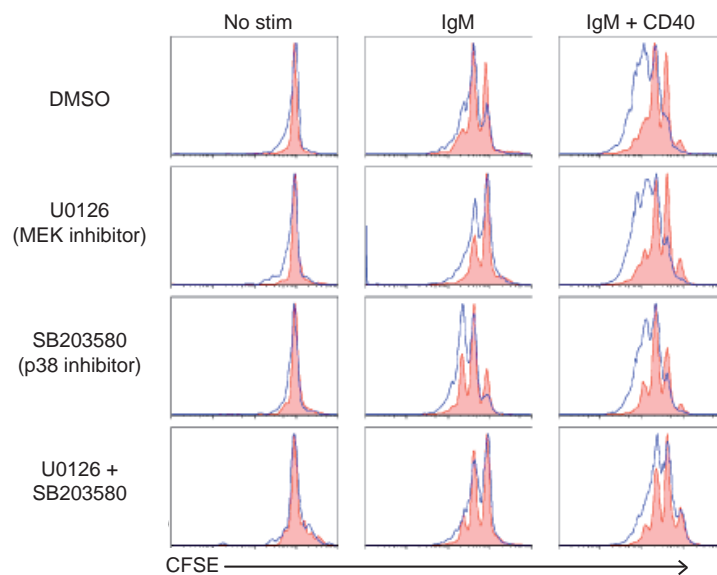 No stim
IgM
IgM + CD40
DMSO
U0126
(MEK inhibitor)
SB203580
(p38 inhibitor)
U0126 +
SB203580
CFSE